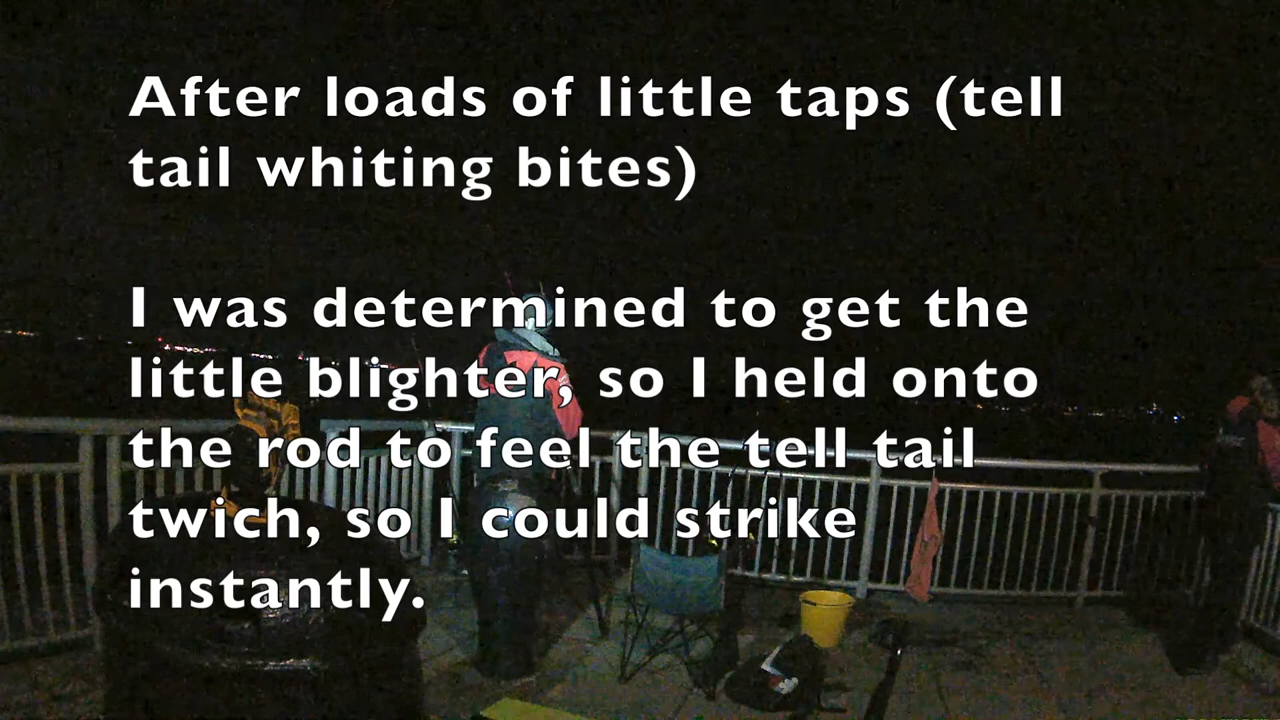 After loads of little taps (tell
tail whiting bites)
I was determined to get the
little blighter, so I held onto
the rod to feel the tell tail
twich, so I could strike
instantly.